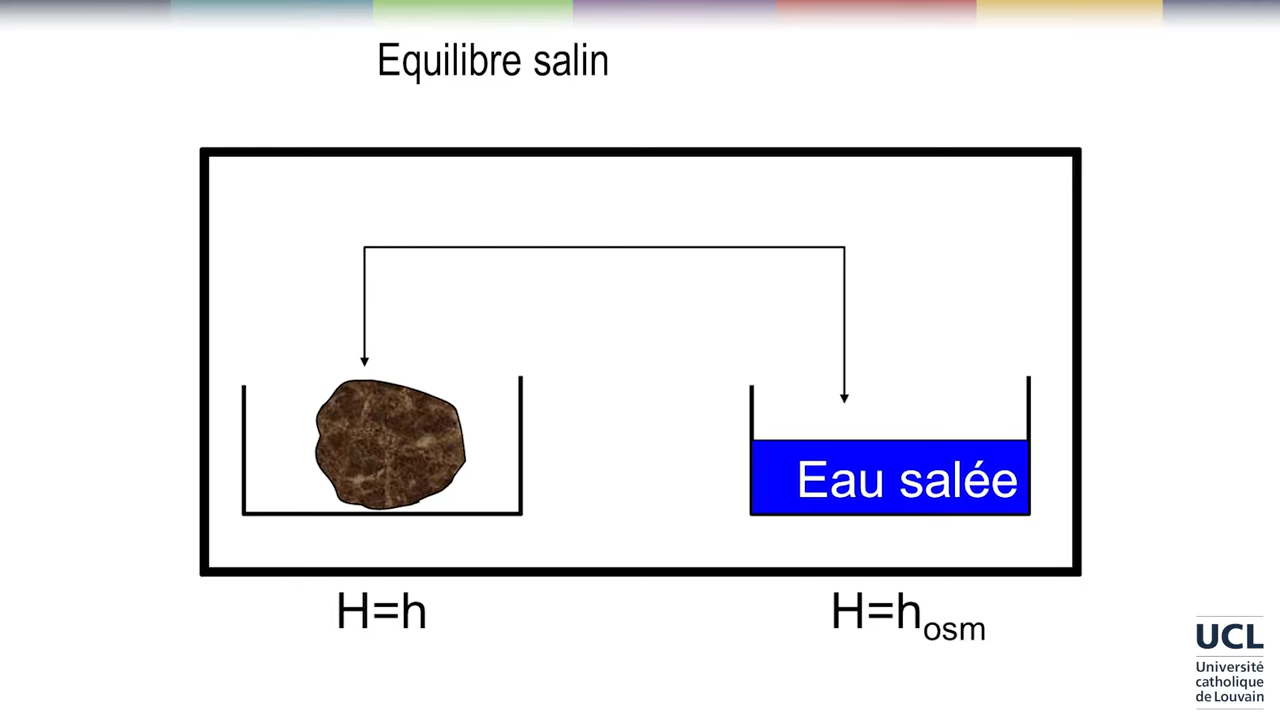 Equilibre salin
Eau salée
H=h
H=hosm
UCL
Université
catholique
de Louvain